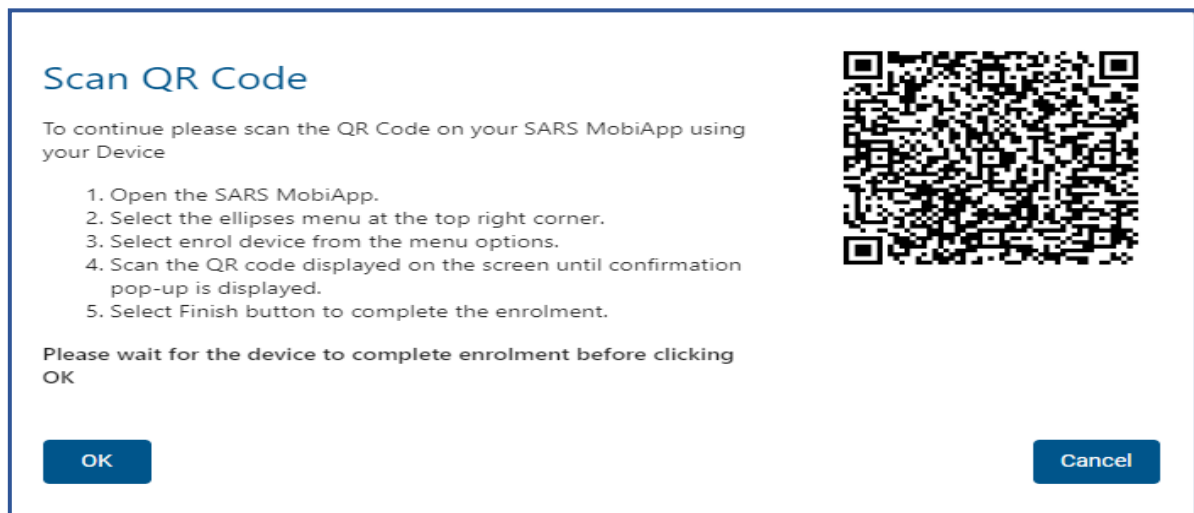 Scan QR Code
To continue please scan the QR Code on your SARS MobiApp using
your Device
1. Open the SARS MobiApp.
2. Select the ellipses menu at the top right corner.
3. Select enrol device from the menu options.
4. Scan the QR code displayed on the screen until confirmation
pop-up is displayed.
5. Select Finish button to complete the enrolment.
Please wait for the device to complete enrolment before clicking
OK
OK
Cancel